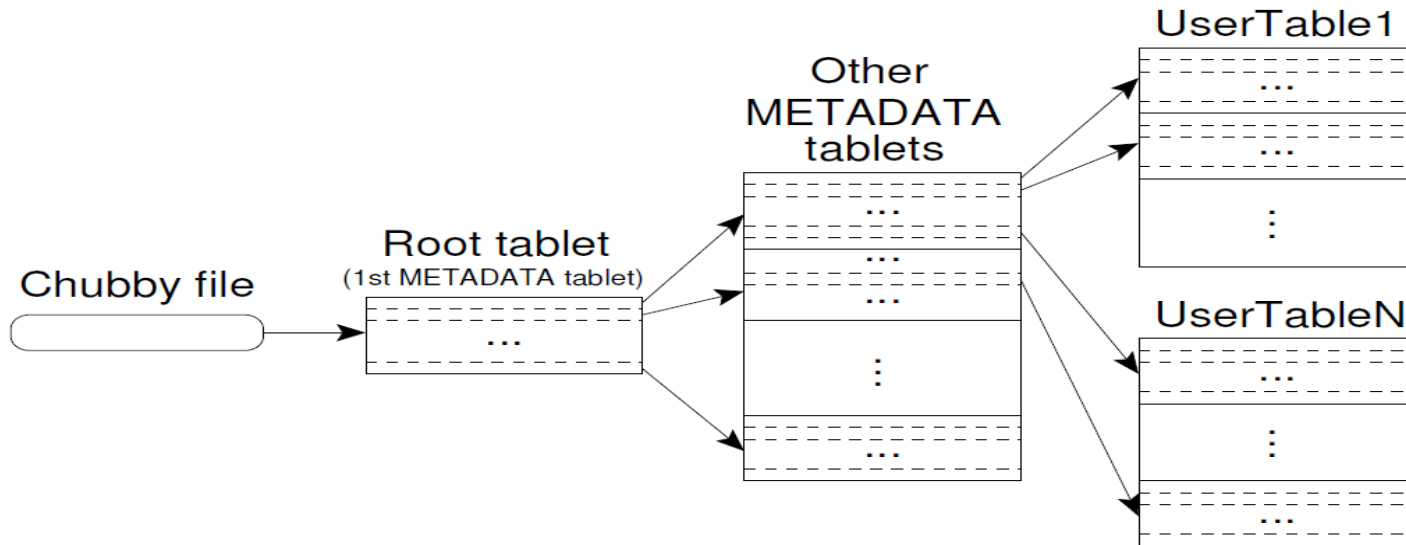 Chubby file
Root tablet
(1st METADATA tablet)
...
Other
METADATA
tablets
...
...
...
...
...
UserTable1
...
...
...
UserTableN
...
...
...